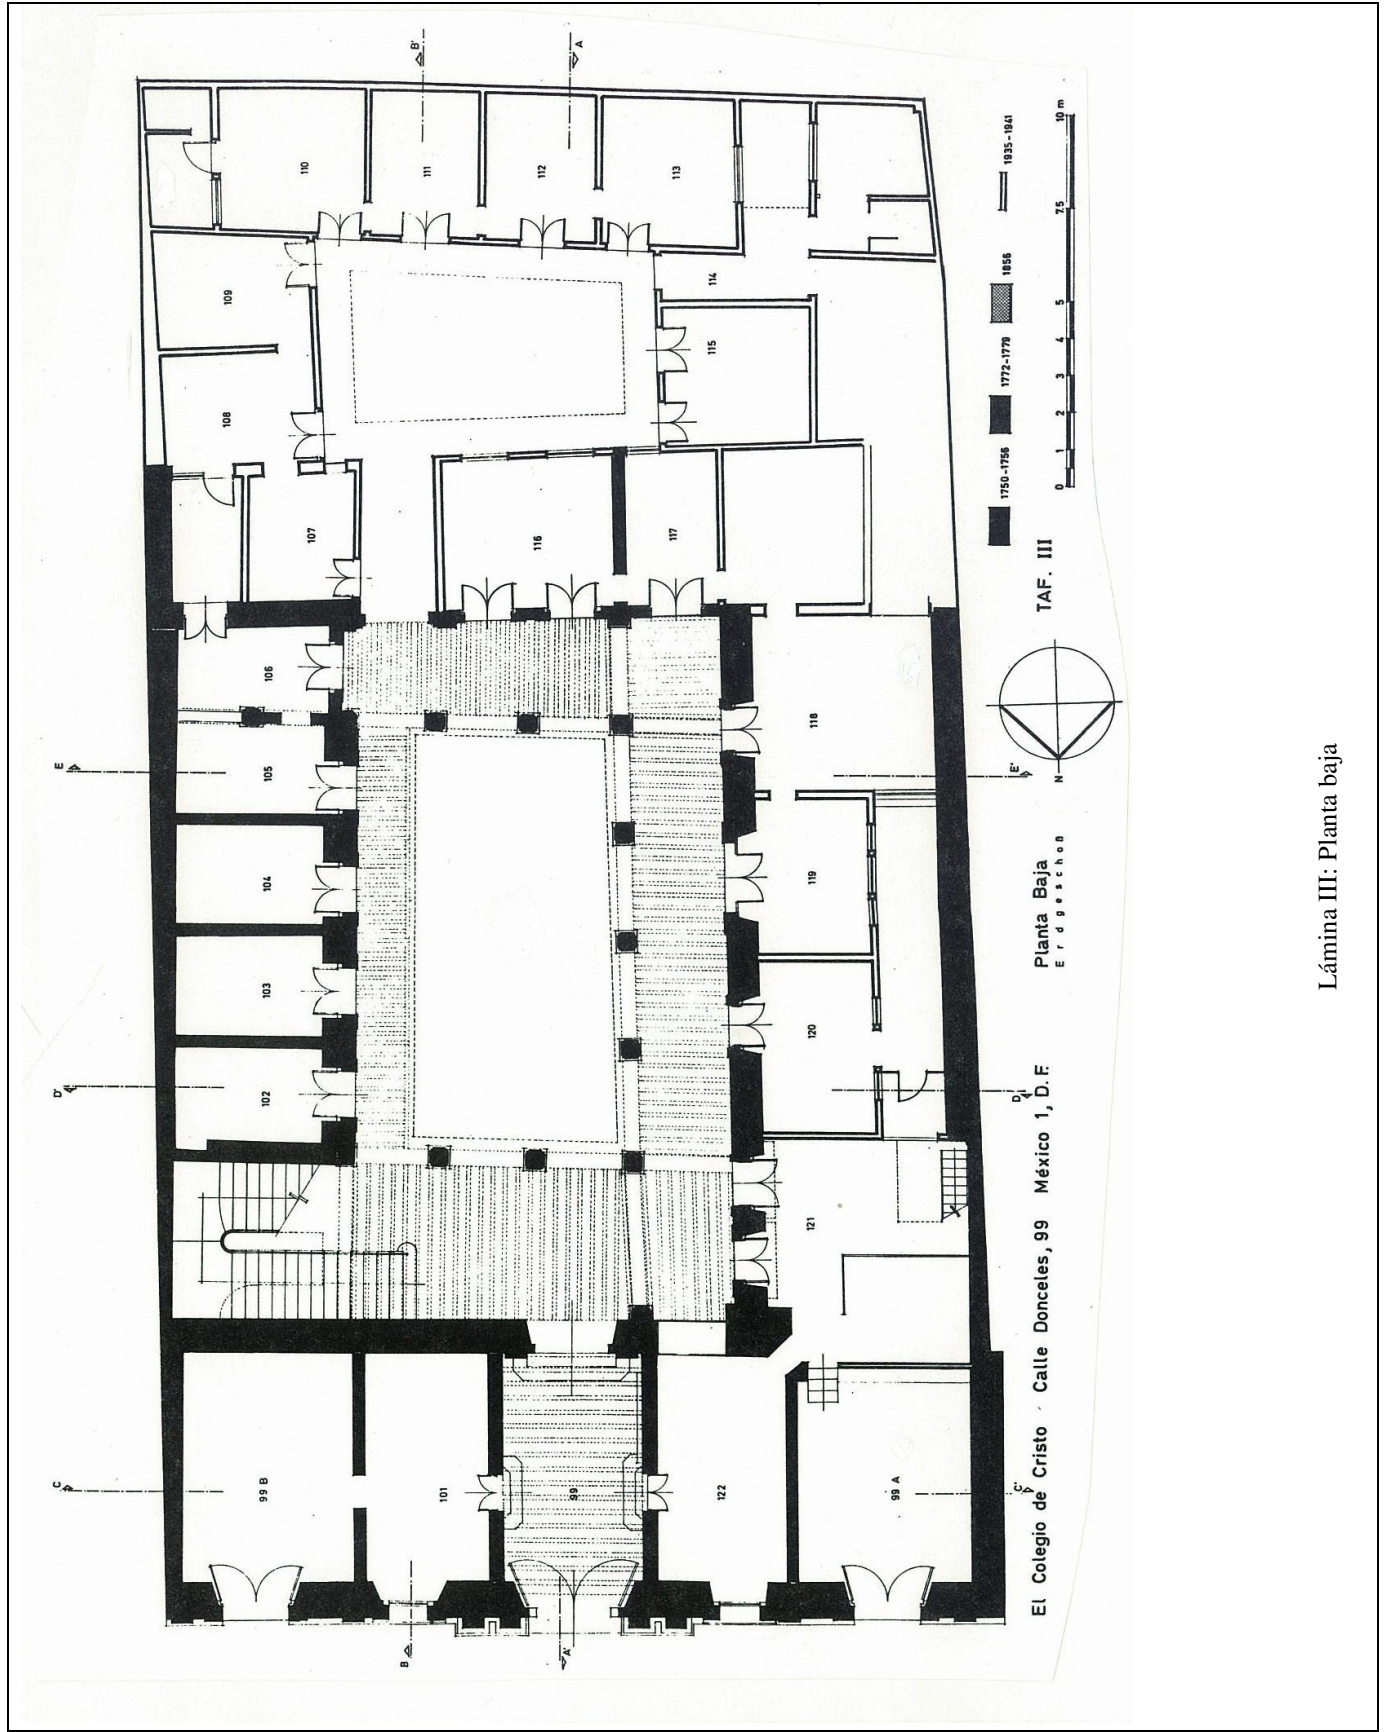 El Colegio de Cristo - Calle Donceles, 99 México 1, D.F.
Planta Baja
Erdgeschoß
N
TAF. III
1750-1756
1772-1779
1856
1935-1941
0
1
2
3
4
5
7.5
10 m
B'
A
E
D'
C
B
A'
E'
D
C'
110
111
112
113
109
114
108
115
107
116
117
106
105
118
104
119
103
120
102
121
99 B
101
99
122
99 A
Lámina III: Planta baja